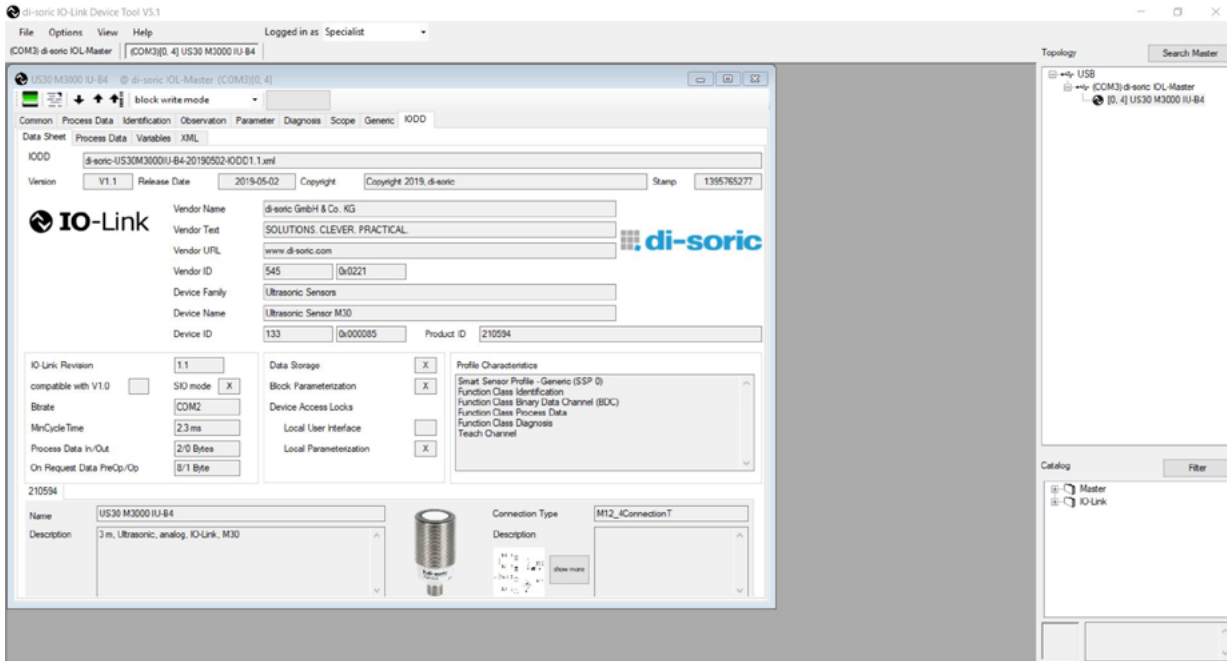 di-soric IO-Link Device Tool V5.1
File Options View Help Logged in as Specialist
(COM3) di-soric IOL-Master (COM3)[0, 4] US30 M3000 IU-B4
Topology Search Master
USB
(COM3) di-soric IOL-Master
[0, 4] US30 M3000 IU-B4
US30 M3000 IU-B4 @ di-soric IOL-Master (COM3)[0, 4]
block write mode
Common Process Data Identification Observation Parameter Diagnosis Scope Generic IODD
Data Sheet Process Data Variables XML
IODD di-soric-US30M3000IU-B4-20190502-IODD1.1.xml
Version V1.1 Release Date 2019-05-02 Copyright Copyright 2019, di-soric Stamp 1395765277
IO-Link
di-soric
Vendor Name di-soric GmbH & Co. KG
Vendor Text SOLUTIONS. CLEVER. PRACTICAL.
Vendor URL www.di-soric.com
Vendor ID 545 0x0221
Device Family Ultrasonic Sensors
Device Name Ultrasonic Sensor M30
Device ID 133 0x000085 Product ID 210594
IO-Link Revision 1.1
compatible with V1.0 SIO mode X
Bitrate COM2
MinCycleTime 2.3 ms
Process Data In/Out 2/0 Bytes
On Request Data PreOp/Op 8/1 Byte
Data Storage X
Block Parameterization X
Device Access Locks
Local User Interface
Local Parameterization X
Profile Characteristics
Smart Sensor Profile - Generic (SSP 0)
Function Class Identification
Function Class Binary Data Channel (BDC)
Function Class Process Data
Function Class Diagnosis
Teach Channel
210594
Name US30 M3000 IU-B4
Description 3 m, Ultrasonic, analog, IO-Link, M30
di-soric
Connection Type M12_4ConnectionT
Description
show more
Catalog Filter
Master
IO-Link